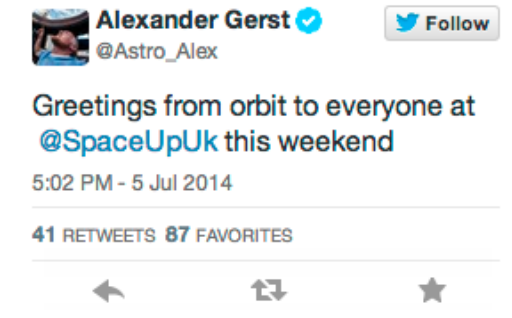 Alexander Gerst
Follow
@Astro_Alex
Greetings from orbit to everyone at
@SpaceUpUk this weekend
5:02 PM - 5 Jul 2014
41 RETWEETS 87 FAVORITES